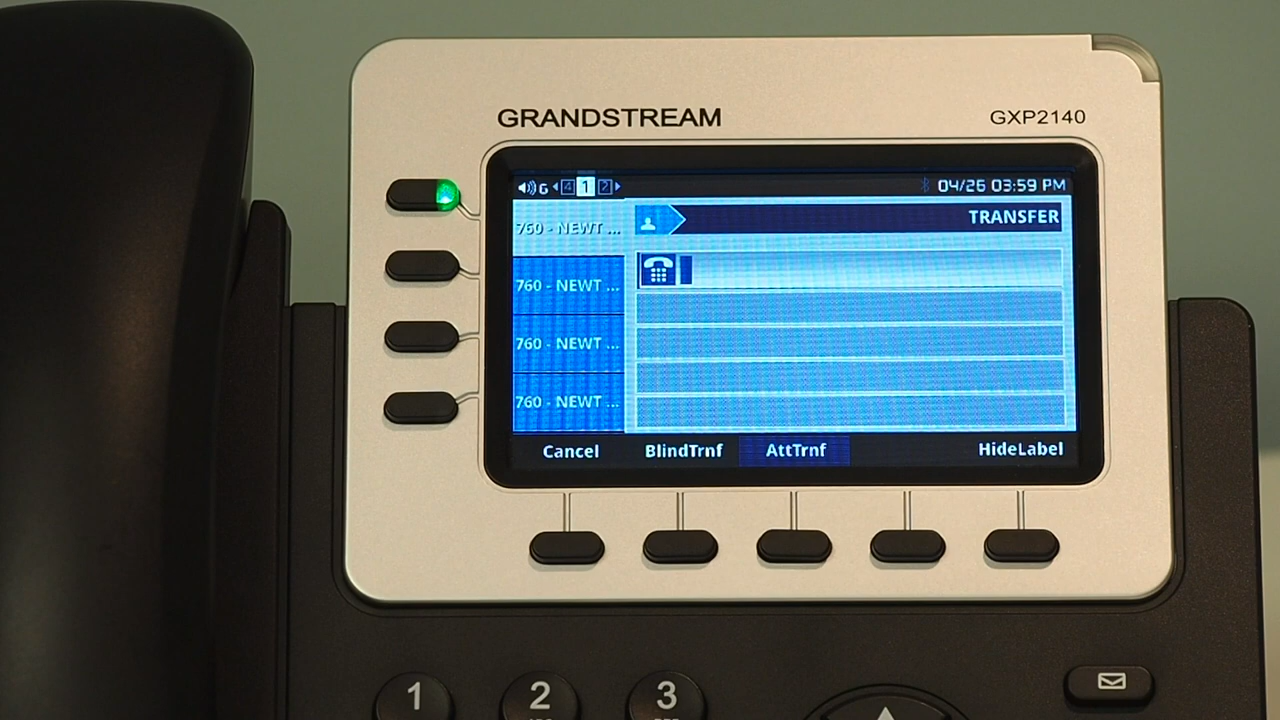 GRANDSTREAM
GXP2140
G 4 1 2 04/26 03:59 PM
760 - NEWT ...
TRANSFER
760 - NEWT ...
760 - NEWT ...
760 - NEWT ...
Cancel BlindTrnf AttTrnf HideLabel
1 2 3